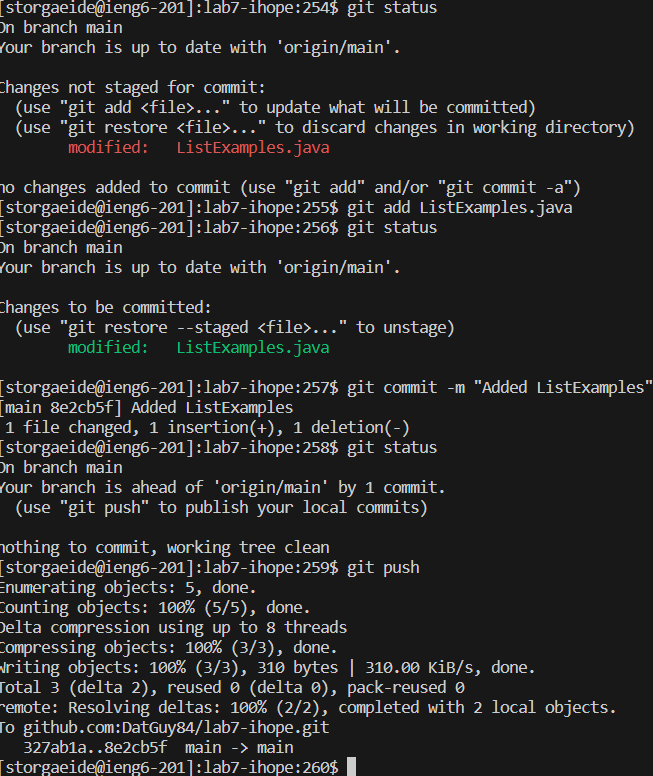 [storgaeide@ieng6-201]:lab7-ihope:254$ git status
On branch main
Your branch is up to date with 'origin/main'.

Changes not staged for commit:
  (use "git add <file>..." to update what will be committed)
  (use "git restore <file>..." to discard changes in working directory)
        modified:   ListExamples.java

no changes added to commit (use "git add" and/or "git commit -a")
[storgaeide@ieng6-201]:lab7-ihope:255$ git add ListExamples.java
[storgaeide@ieng6-201]:lab7-ihope:256$ git status
On branch main
Your branch is up to date with 'origin/main'.

Changes to be committed:
  (use "git restore --staged <file>..." to unstage)
        modified:   ListExamples.java

[storgaeide@ieng6-201]:lab7-ihope:257$ git commit -m "Added ListExamples"
[main 8e2cb5f] Added ListExamples
 1 file changed, 1 insertion(+), 1 deletion(-)
[storgaeide@ieng6-201]:lab7-ihope:258$ git status
On branch main
Your branch is ahead of 'origin/main' by 1 commit.
  (use "git push" to publish your local commits)

nothing to commit, working tree clean
[storgaeide@ieng6-201]:lab7-ihope:259$ git push
Enumerating objects: 5, done.
Counting objects: 100% (5/5), done.
Delta compression using up to 8 threads
Compressing objects: 100% (3/3), done.
Writing objects: 100% (3/3), 310 bytes | 310.00 KiB/s, done.
Total 3 (delta 2), reused 0 (delta 0), pack-reused 0
remote: Resolving deltas: 100% (2/2), completed with 2 local objects.
To github.com:DatGuy84/lab7-ihope.git
   327ab1a..8e2cb5f  main -> main
[storgaeide@ieng6-201]:lab7-ihope:260$